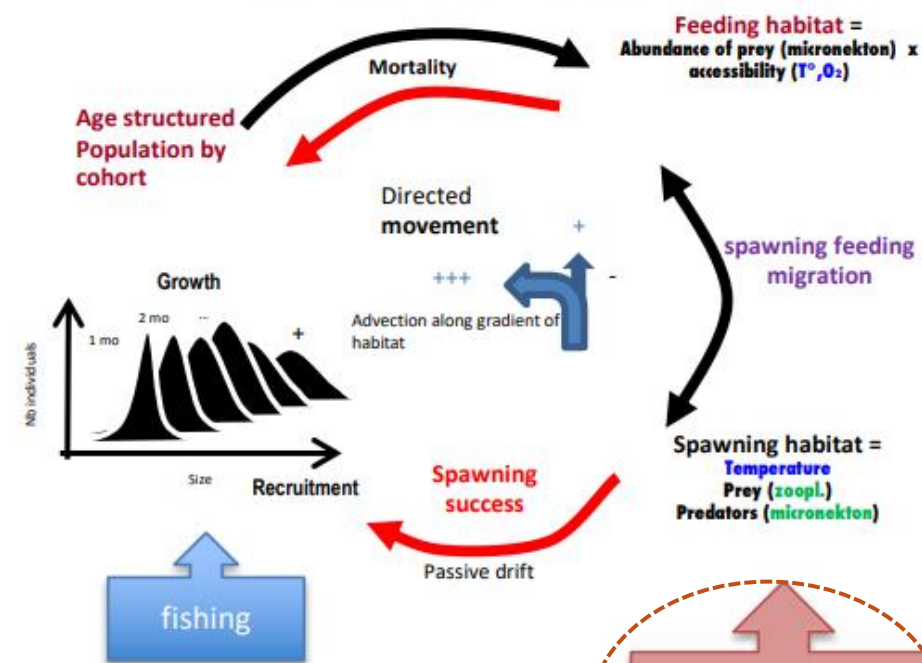 Feeding habitat =
Abundance of prey (micronekton) x
accessibility (T°,O₂)
Mortality
Age structured
Population by
cohort
Directed
movement
+
+++
-
spawning feeding
migration
Growth
2 mo
...
1 mo
+
Advection along gradient of
habitat
Nb individuals
Size
Recruitment
Spawning
success
Passive drift
Spawning habitat =
Temperature
Prey (zoopl.)
Predators (micronekton)
fishing